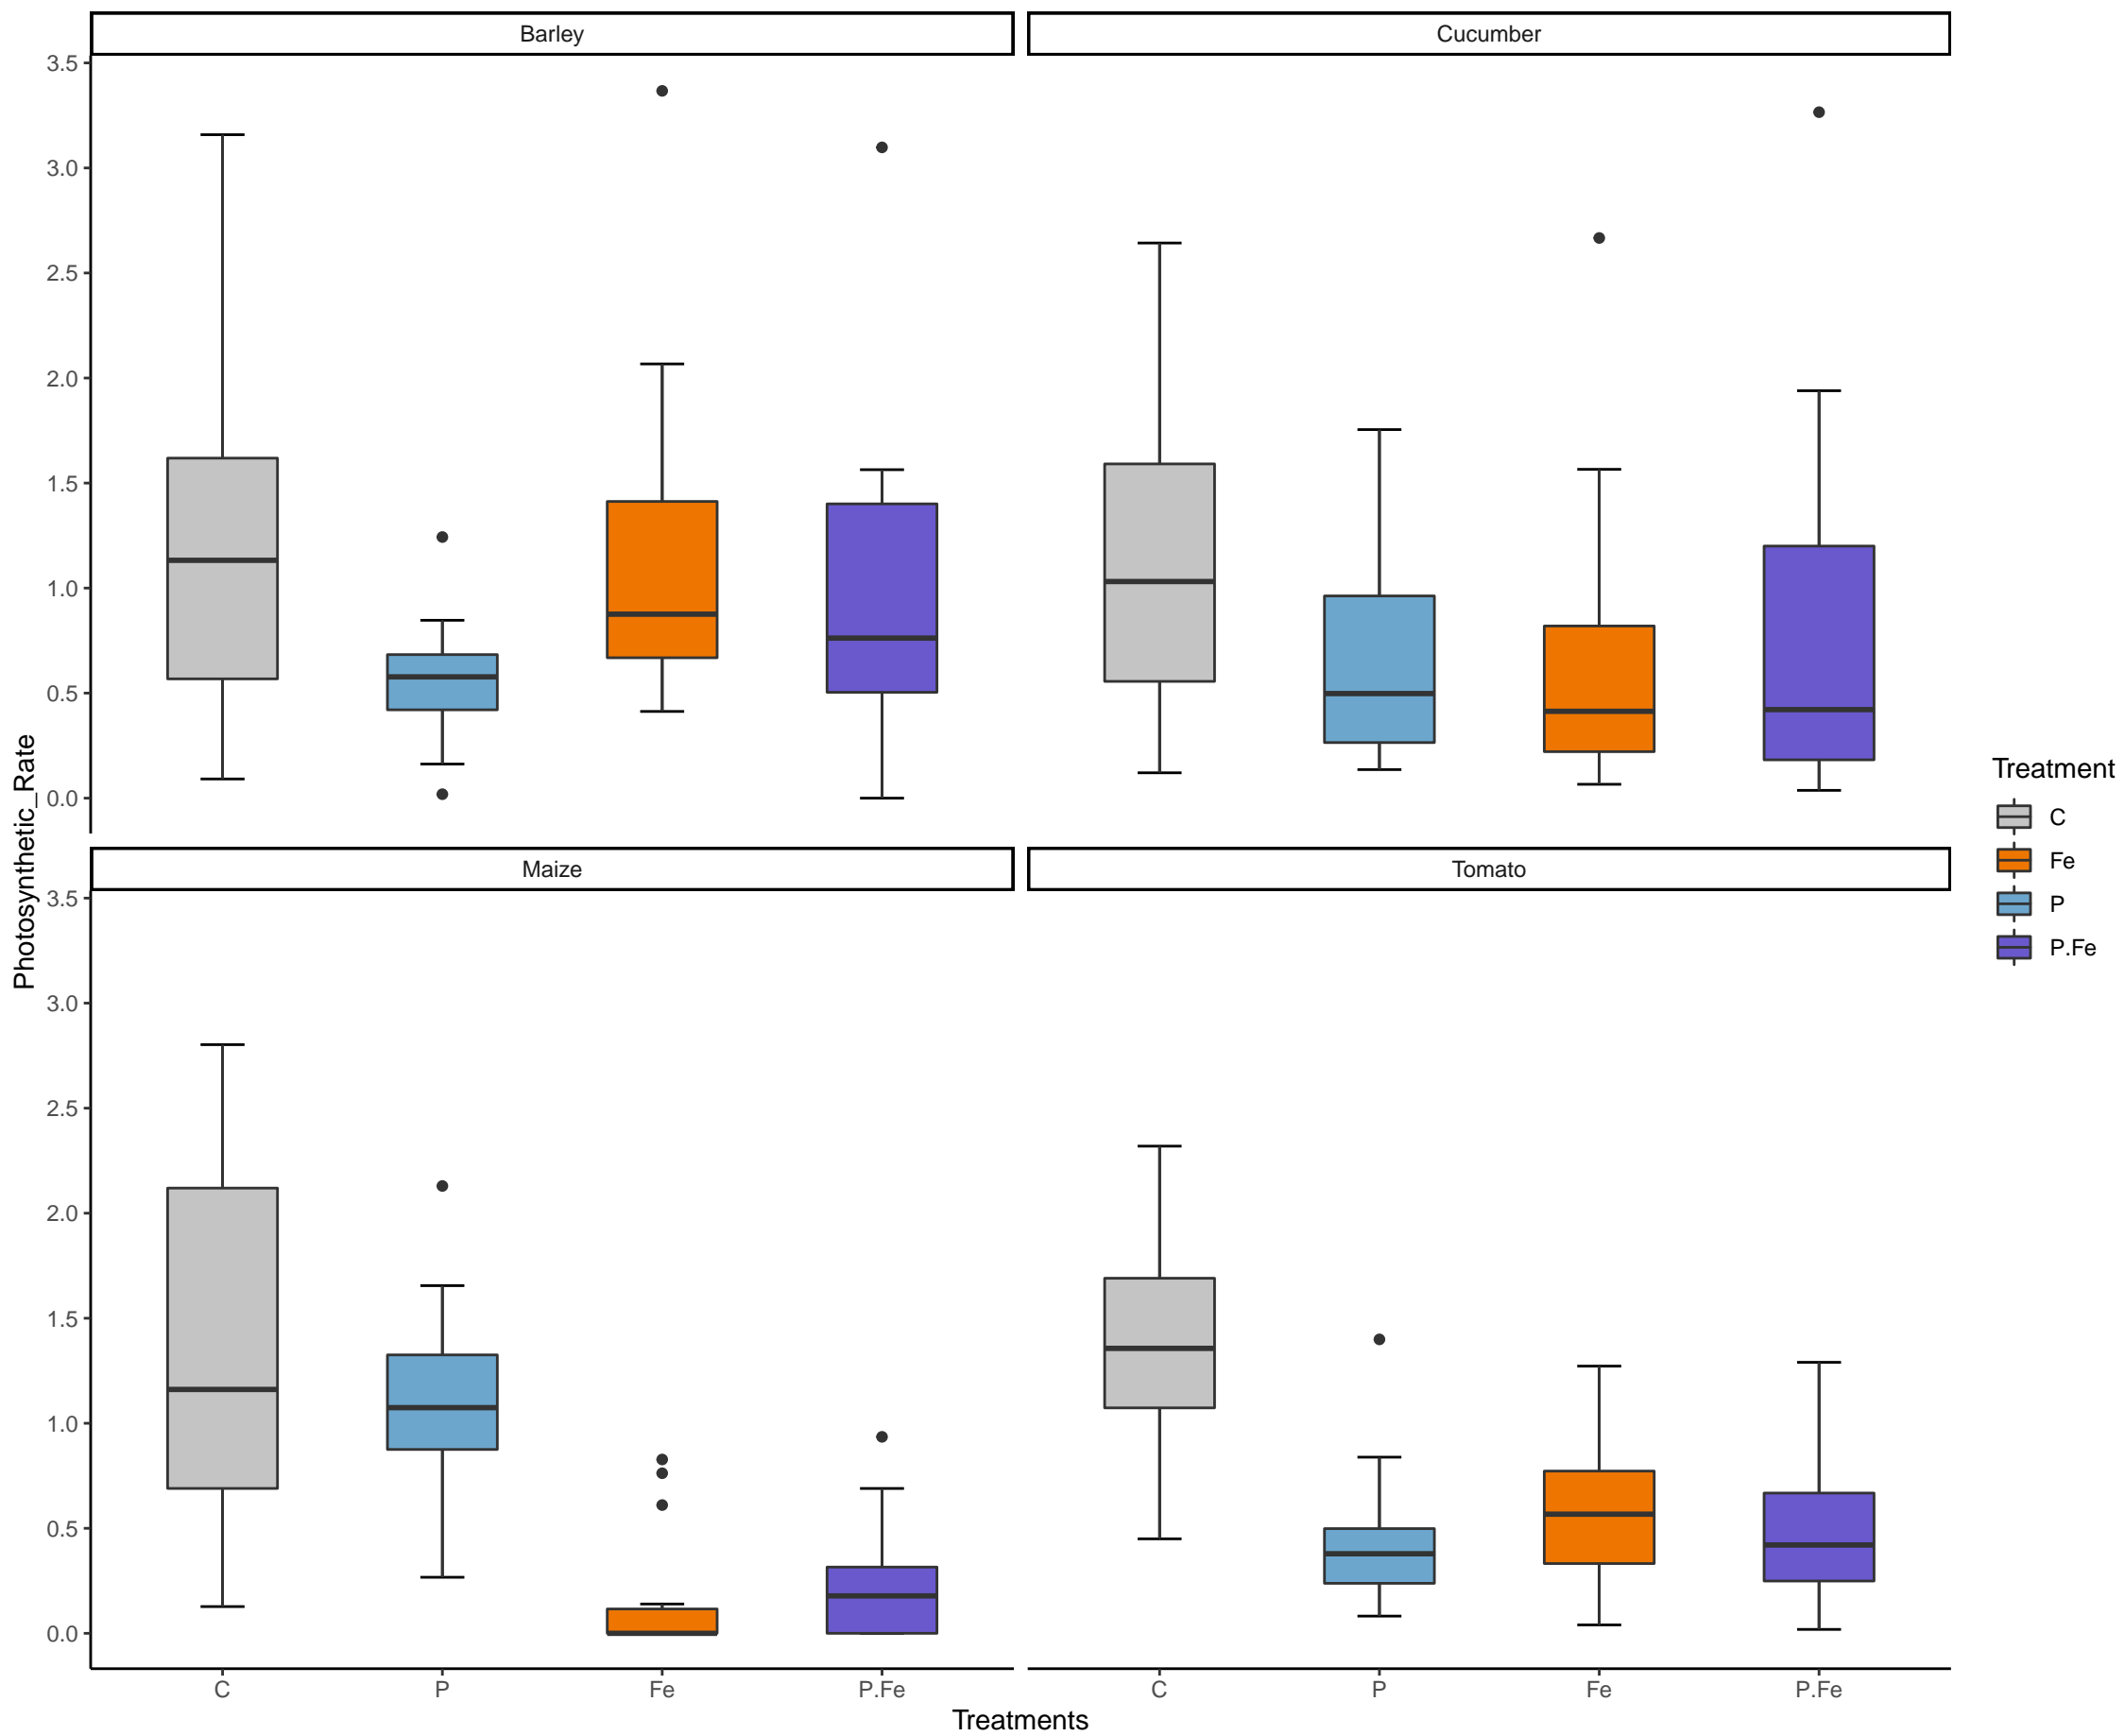 Barley
Cucumber
3.5
3.0
2.5
2.0
1.5
1.0
0.5
0.0
Maize
Tomato
3.5
3.0
2.5
2.0
1.5
1.0
0.5
0.0
Photosynthetic_Rate
C P Fe P.Fe
C P Fe P.Fe
Treatments
Treatment
C
Fe
P
P.Fe